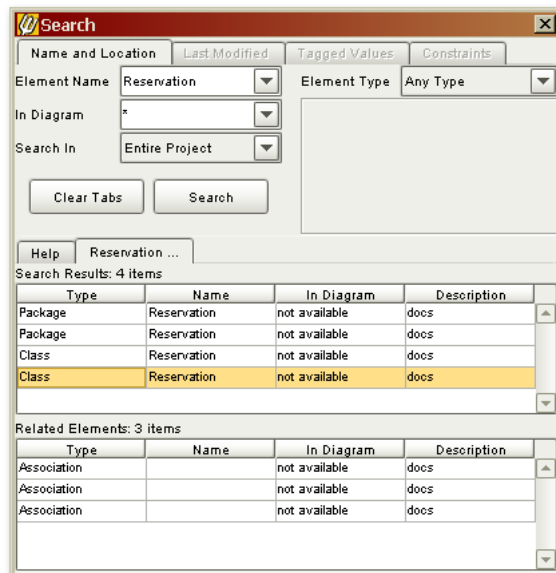 Search
Name and Location Last Modified Tagged Values Constraints
Element Name Reservation Element Type Any Type
In Diagram *
Search In Entire Project
Clear Tabs Search
Help Reservation ...
Search Results: 4 items
Type Name In Diagram Description
Package Reservation not available docs
Package Reservation not available docs
Class Reservation not available docs
Class Reservation not available docs
Related Elements: 3 items
Type Name In Diagram Description
Association not available docs
Association not available docs
Association not available docs